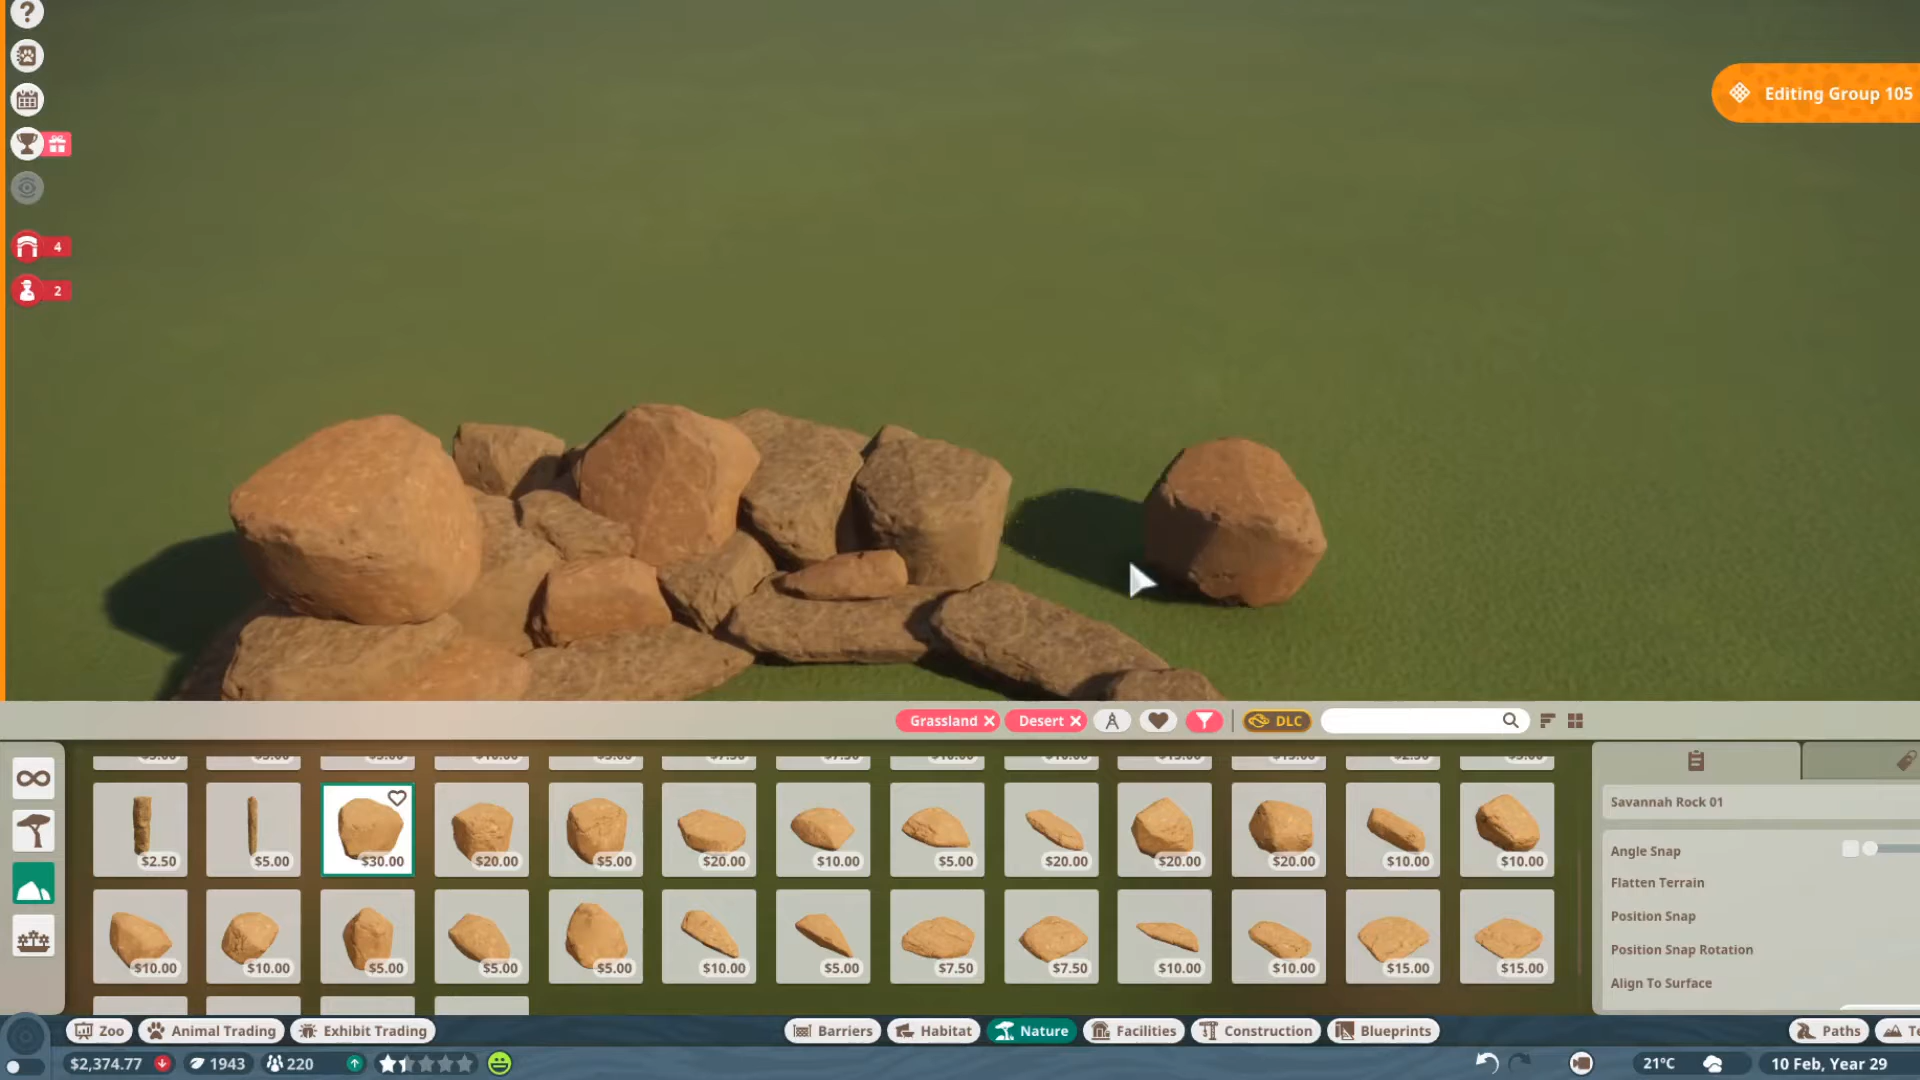 ?
Editing Group 105
4
2
Grassland ×
Desert ×
DLC
$2.50
$5.00
$30.00
$20.00
$5.00
$20.00
$10.00
$5.00
$20.00
$20.00
$20.00
$10.00
$10.00
$10.00
$10.00
$5.00
$5.00
$5.00
$10.00
$5.00
$7.50
$7.50
$10.00
$10.00
$15.00
$15.00
Savannah Rock 01
Angle Snap
Flatten Terrain
Position Snap
Position Snap Rotation
Align To Surface
Zoo
Animal Trading
Exhibit Trading
Barriers
Habitat
Nature
Facilities
Construction
Blueprints
Paths
$2,374.77
1943
220
21°C
10 Feb, Year 29